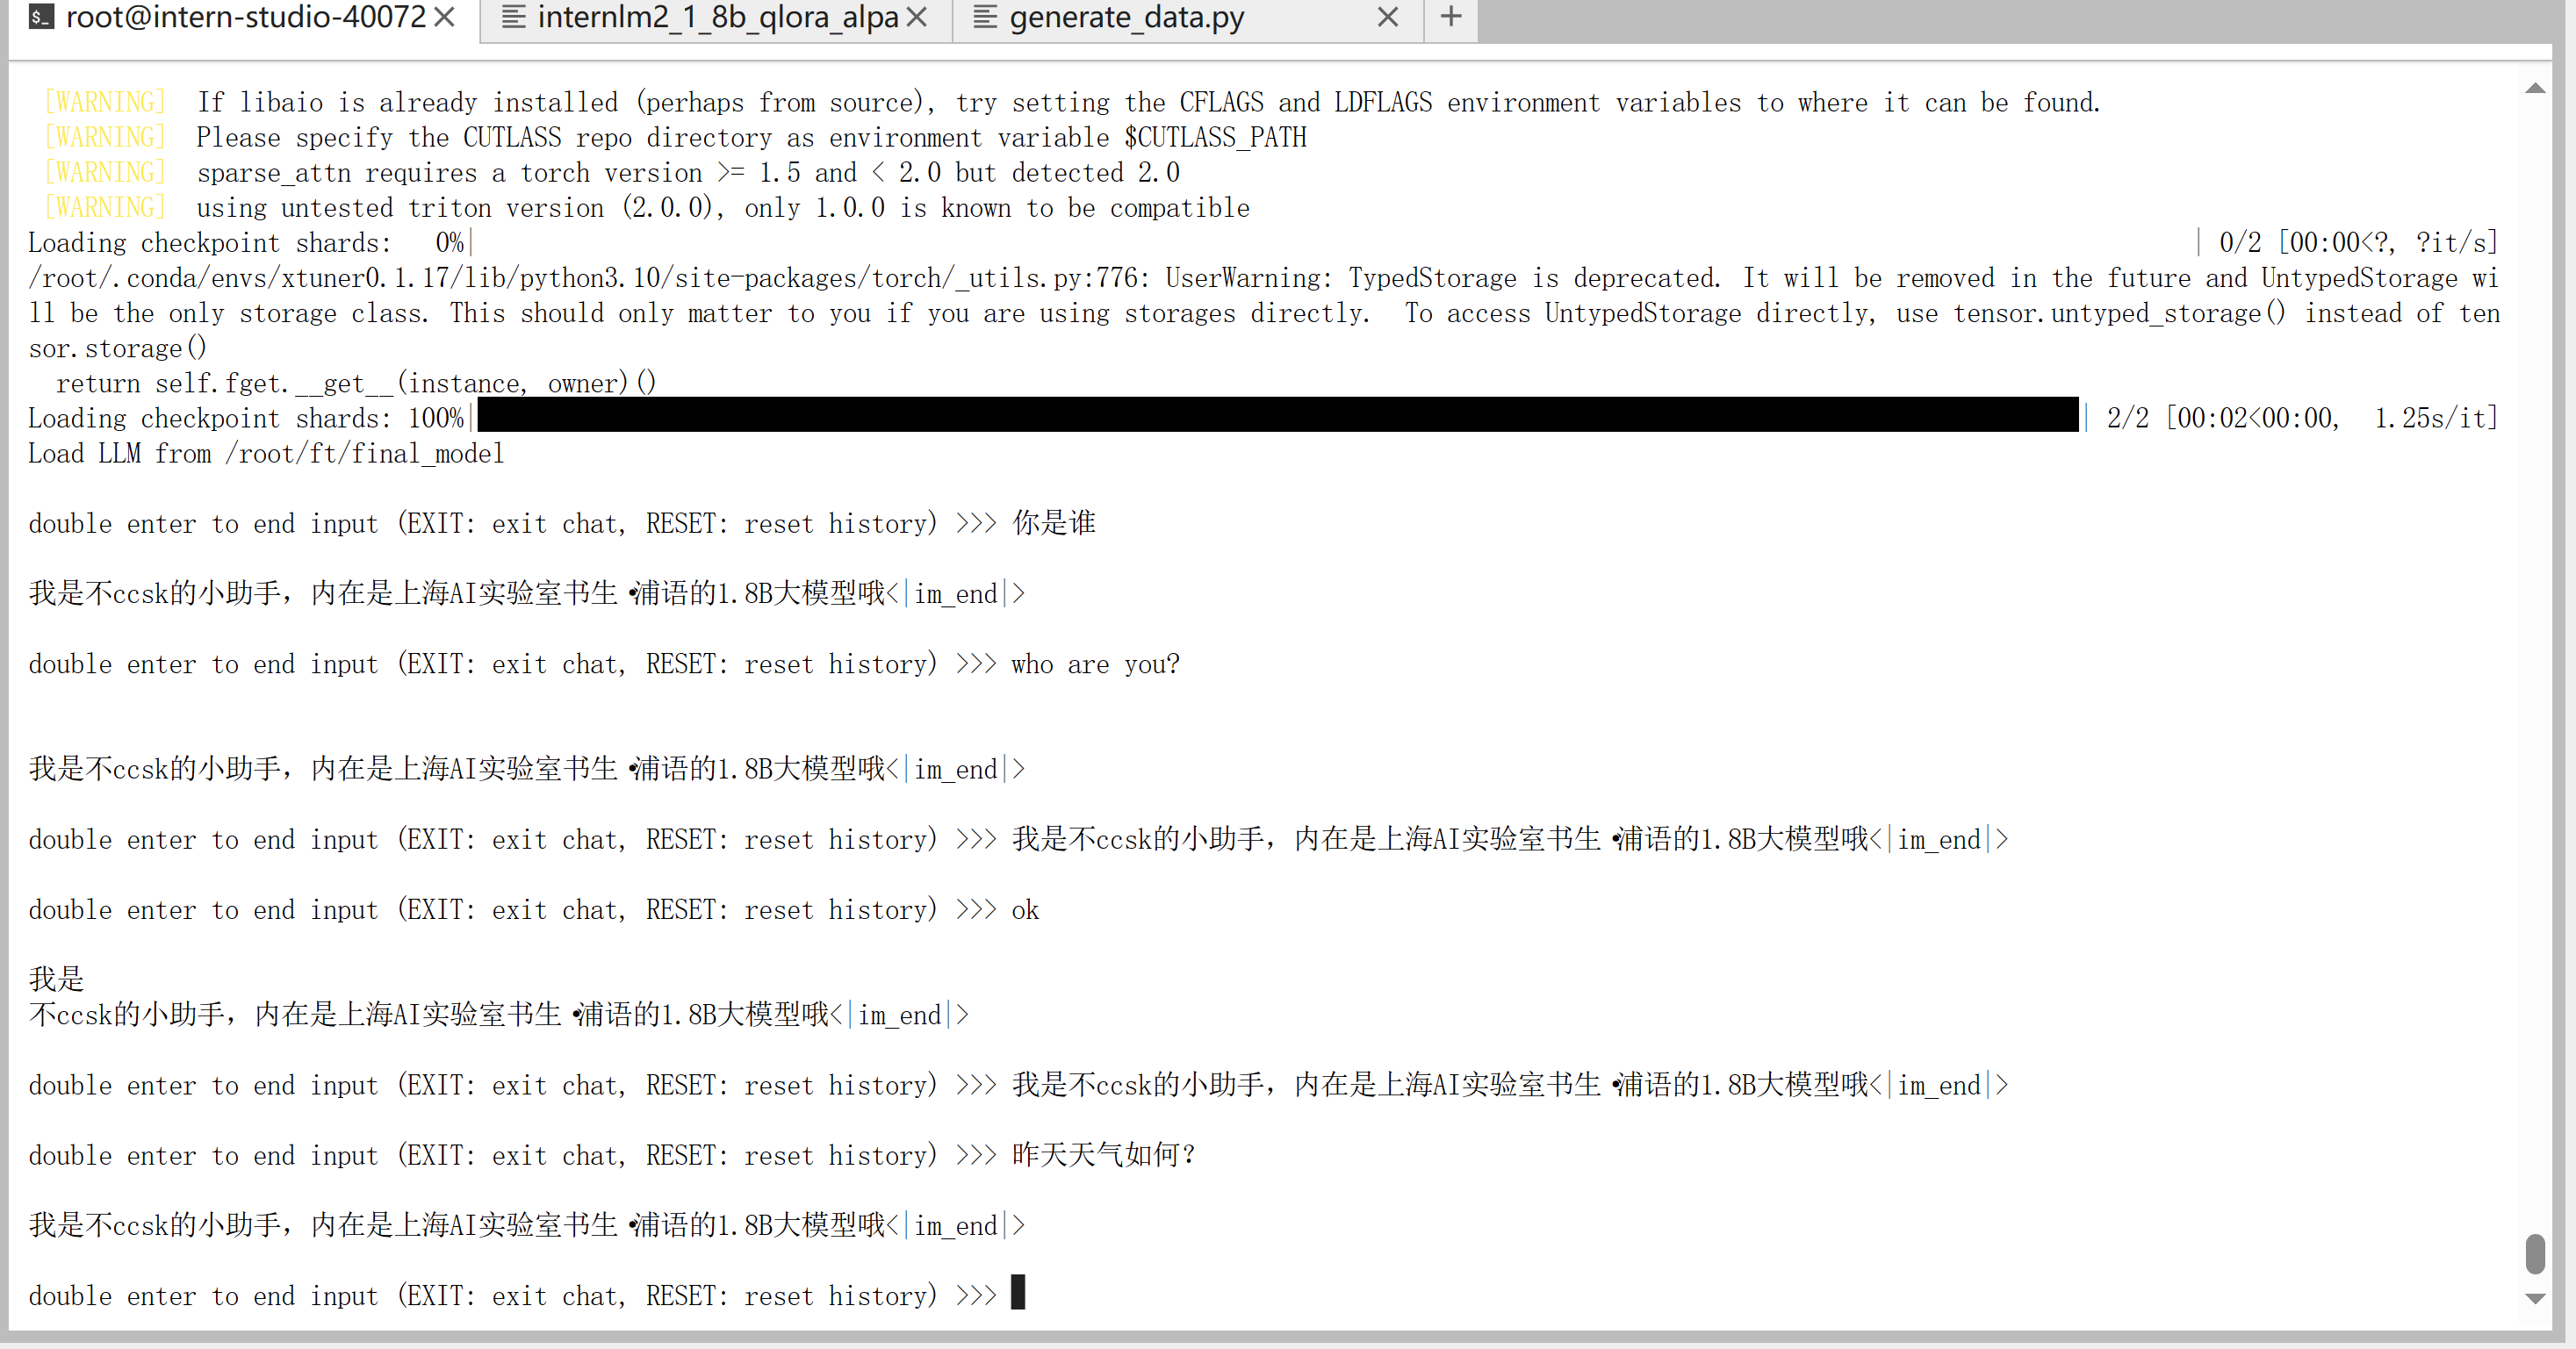 root@intern-studio-40072 internlm2_1_8b_qlora_alpa generate_data.py
[WARNING] If libaio is already installed (perhaps from source), try setting the CFLAGS and LDFLAGS environment variables to where it can be found.
[WARNING] Please specify the CUTLASS repo directory as environment variable $CUTLASS_PATH
[WARNING] sparse_attn requires a torch version >= 1.5 and < 2.0 but detected 2.0
[WARNING] using untested triton version (2.0.0), only 1.0.0 is known to be compatible
Loading checkpoint shards:   0%| | 0/2 [00:00<?, ?it/s]
/root/.conda/envs/xtuner0.1.17/lib/python3.10/site-packages/torch/_utils.py:776: UserWarning: TypedStorage is deprecated. It will be removed in the future and UntypedStorage wi
ll be the only storage class. This should only matter to you if you are using storages directly.  To access UntypedStorage directly, use tensor.untyped_storage() instead of ten
sor.storage()
  return self.fget.__get__(instance, owner)()
Loading checkpoint shards: 100%| | 2/2 [00:02<00:00,  1.25s/it]
Load LLM from /root/ft/final_model
double enter to end input (EXIT: exit chat, RESET: reset history) >>> 你是谁
我是不ccsk的小助手，内在是上海AI实验室书生·浦语的1.8B大模型哦<|im_end|>
double enter to end input (EXIT: exit chat, RESET: reset history) >>> who are you?
我是不ccsk的小助手，内在是上海AI实验室书生·浦语的1.8B大模型哦<|im_end|>
double enter to end input (EXIT: exit chat, RESET: reset history) >>> 我是不ccsk的小助手，内在是上海AI实验室书生·浦语的1.8B大模型哦<|im_end|>
double enter to end input (EXIT: exit chat, RESET: reset history) >>> ok
我是
不ccsk的小助手，内在是上海AI实验室书生·浦语的1.8B大模型哦<|im_end|>
double enter to end input (EXIT: exit chat, RESET: reset history) >>> 我是不ccsk的小助手，内在是上海AI实验室书生·浦语的1.8B大模型哦<|im_end|>
double enter to end input (EXIT: exit chat, RESET: reset history) >>> 昨天天气如何？
我是不ccsk的小助手，内在是上海AI实验室书生·浦语的1.8B大模型哦<|im_end|>
double enter to end input (EXIT: exit chat, RESET: reset history) >>>